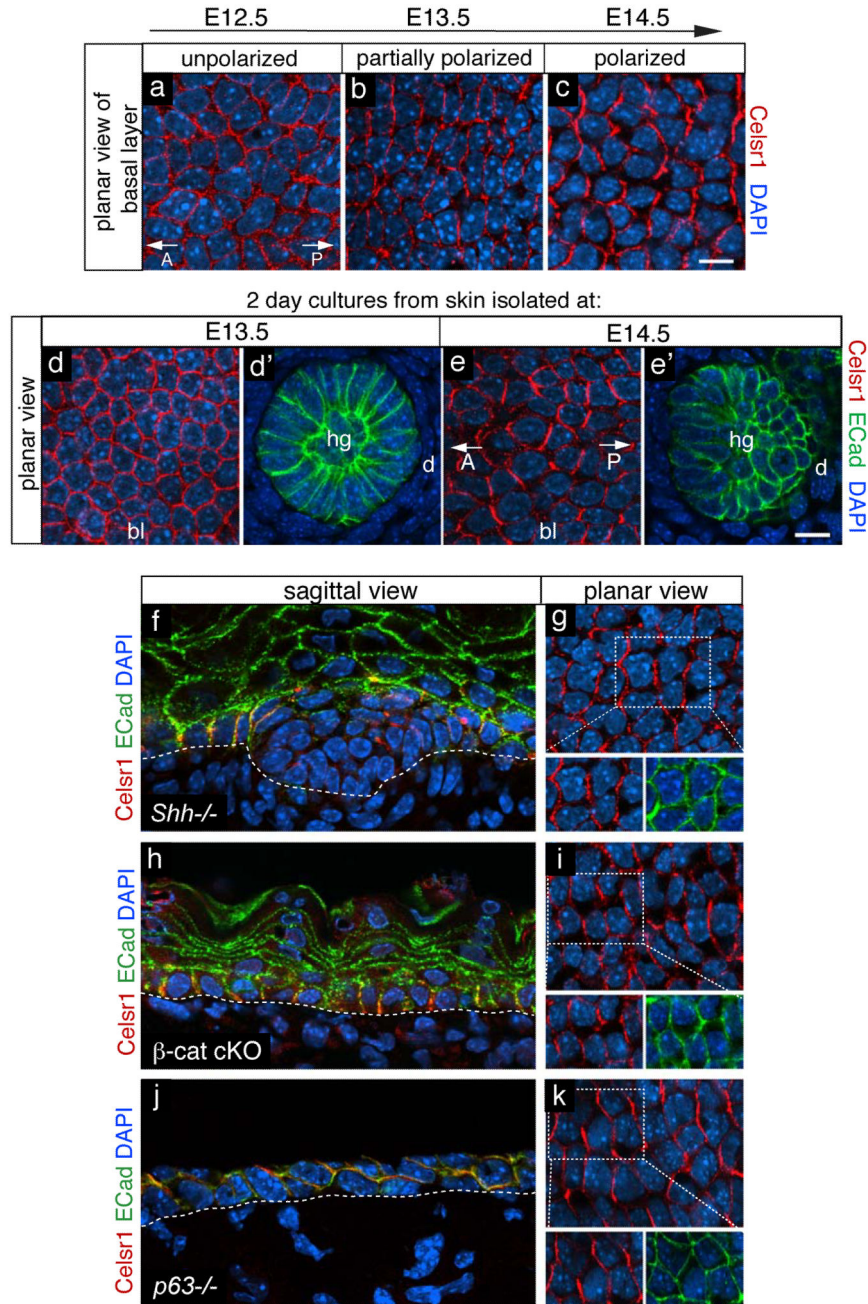 E12.5 E13.5 E14.5
unpolarized partially polarized polarized
planar view of
basal layer
a b c
A P
Celsr1 DAPI
2 day cultures from skin isolated at:
E13.5 E14.5
planar view
d d' e e'
hg d A P hg d
bl bl
Celsr1 ECad DAPI
sagittal view planar view
f g
Celsr1 ECad DAPI
Shh-/-
h i
Celsr1 ECad DAPI
β-cat cKO
j k
Celsr1 ECad DAPI
p63-/-